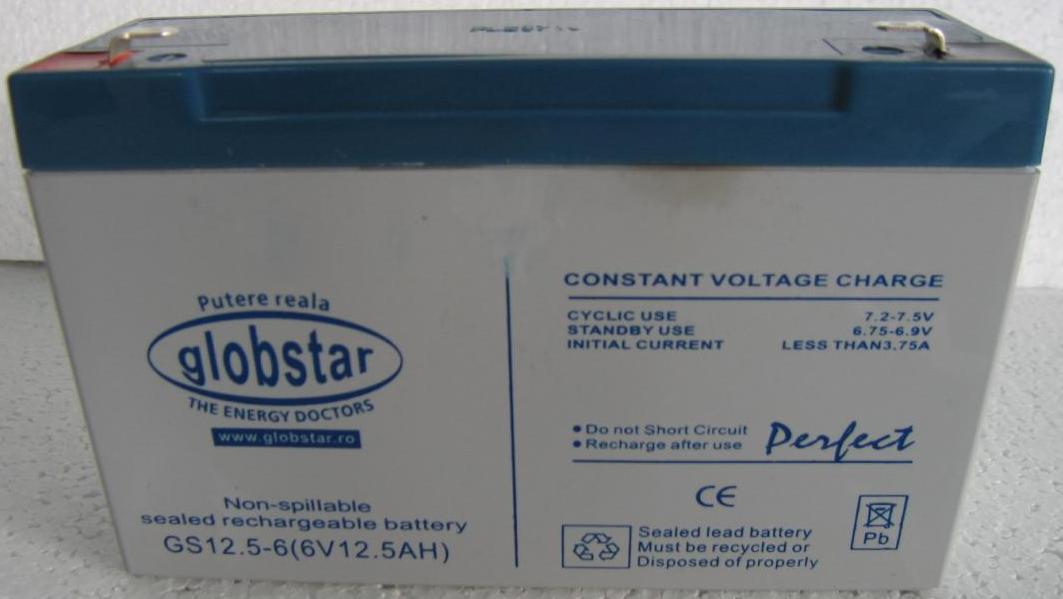 Putere reala
globstar
THE ENERGY DOCTORS
www.globstar.ro
Non-spillable
sealed rechargeable battery
GS12.5-6(6V12.5AH)
CONSTANT VOLTAGE CHARGE
CYCLIC USE 7.2-7.5V
STANDBY USE 6.75-6.9V
INITIAL CURRENT LESS THAN3.75A
• Do not Short Circuit
• Recharge after use
Perfect
CE
Sealed lead battery
Must be recycled or
Disposed of properly
Pb